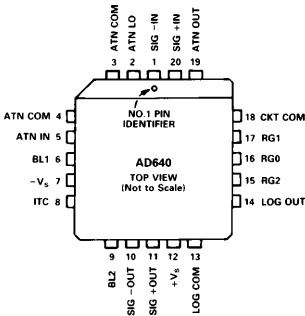 ATN COM
ATN LO
SIG –IN
SIG +IN
ATN OUT
3 2 1 20 19
NO.1 PIN
IDENTIFIER
ATN COM 4
ATN IN 5
BL1 6
–Vs 7
ITC 8
AD640
TOP VIEW
(Not to Scale)
18 CKT COM
17 RG1
16 RG0
15 RG2
14 LOG OUT
9 10 11 12 13
BL2
SIG –OUT
SIG +OUT
+Vs
LOG COM